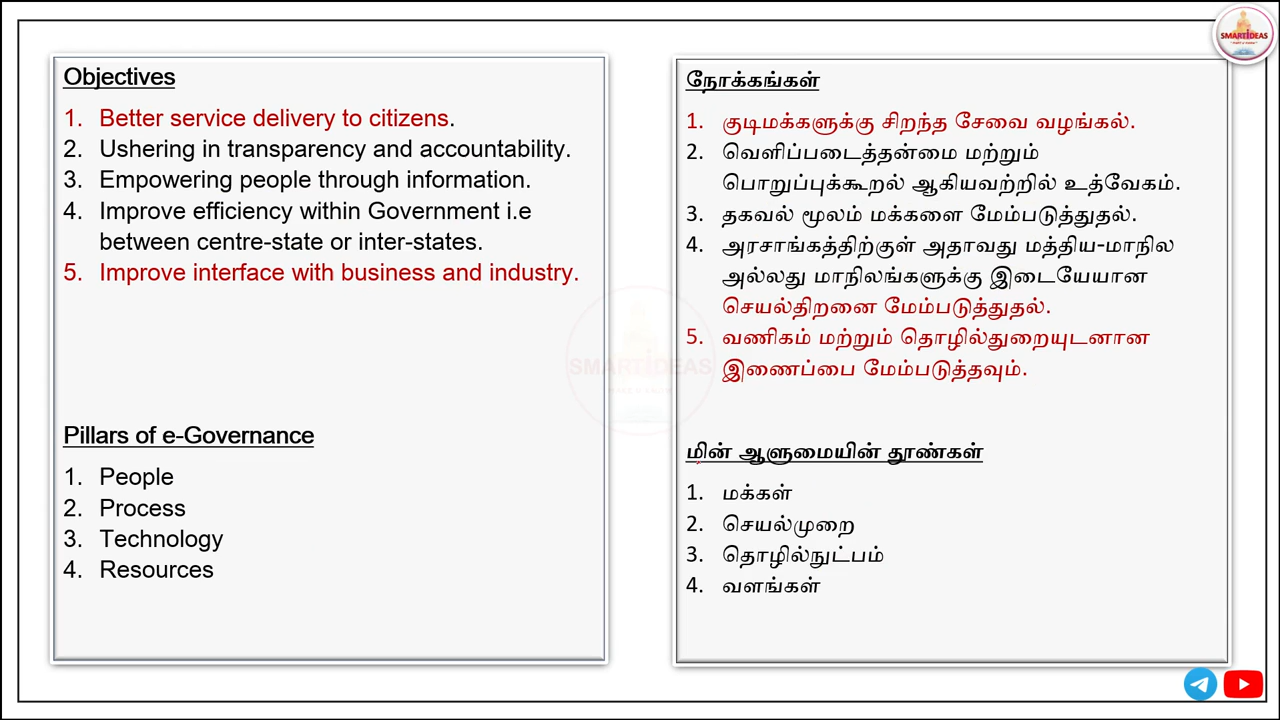 SMARTIDEAS
Objectives
1. Better service delivery to citizens.
2. Ushering in transparency and accountability.
3. Empowering people through information.
4. Improve efficiency within Government i.e
between centre-state or inter-states.
5. Improve interface with business and industry.
Pillars of e-Governance
1. People
2. Process
3. Technology
4. Resources
நோக்கங்கள்
1. குடிமக்களுக்கு சிறந்த சேவை வழங்கல்.
2. வெளிப்படைத்தன்மை மற்றும்
பொறுப்புக்கூறல் ஆகியவற்றில் உத்வேகம்.
3. தகவல் மூலம் மக்களை மேம்படுத்துதல்.
4. அரசாங்கத்திற்குள் அதாவது மத்திய-மாநில
அல்லது மாநிலங்களுக்கு இடையேயான
செயல்திறனை மேம்படுத்துதல்.
5. வணிகம் மற்றும் தொழில்துறையுடனான
இணைப்பை மேம்படுத்தவும்.
மின் ஆளுமையின் தூண்கள்
1. மக்கள்
2. செயல்முறை
3. தொழில்நுட்பம்
4. வளங்கள்
SMARTIDEAS